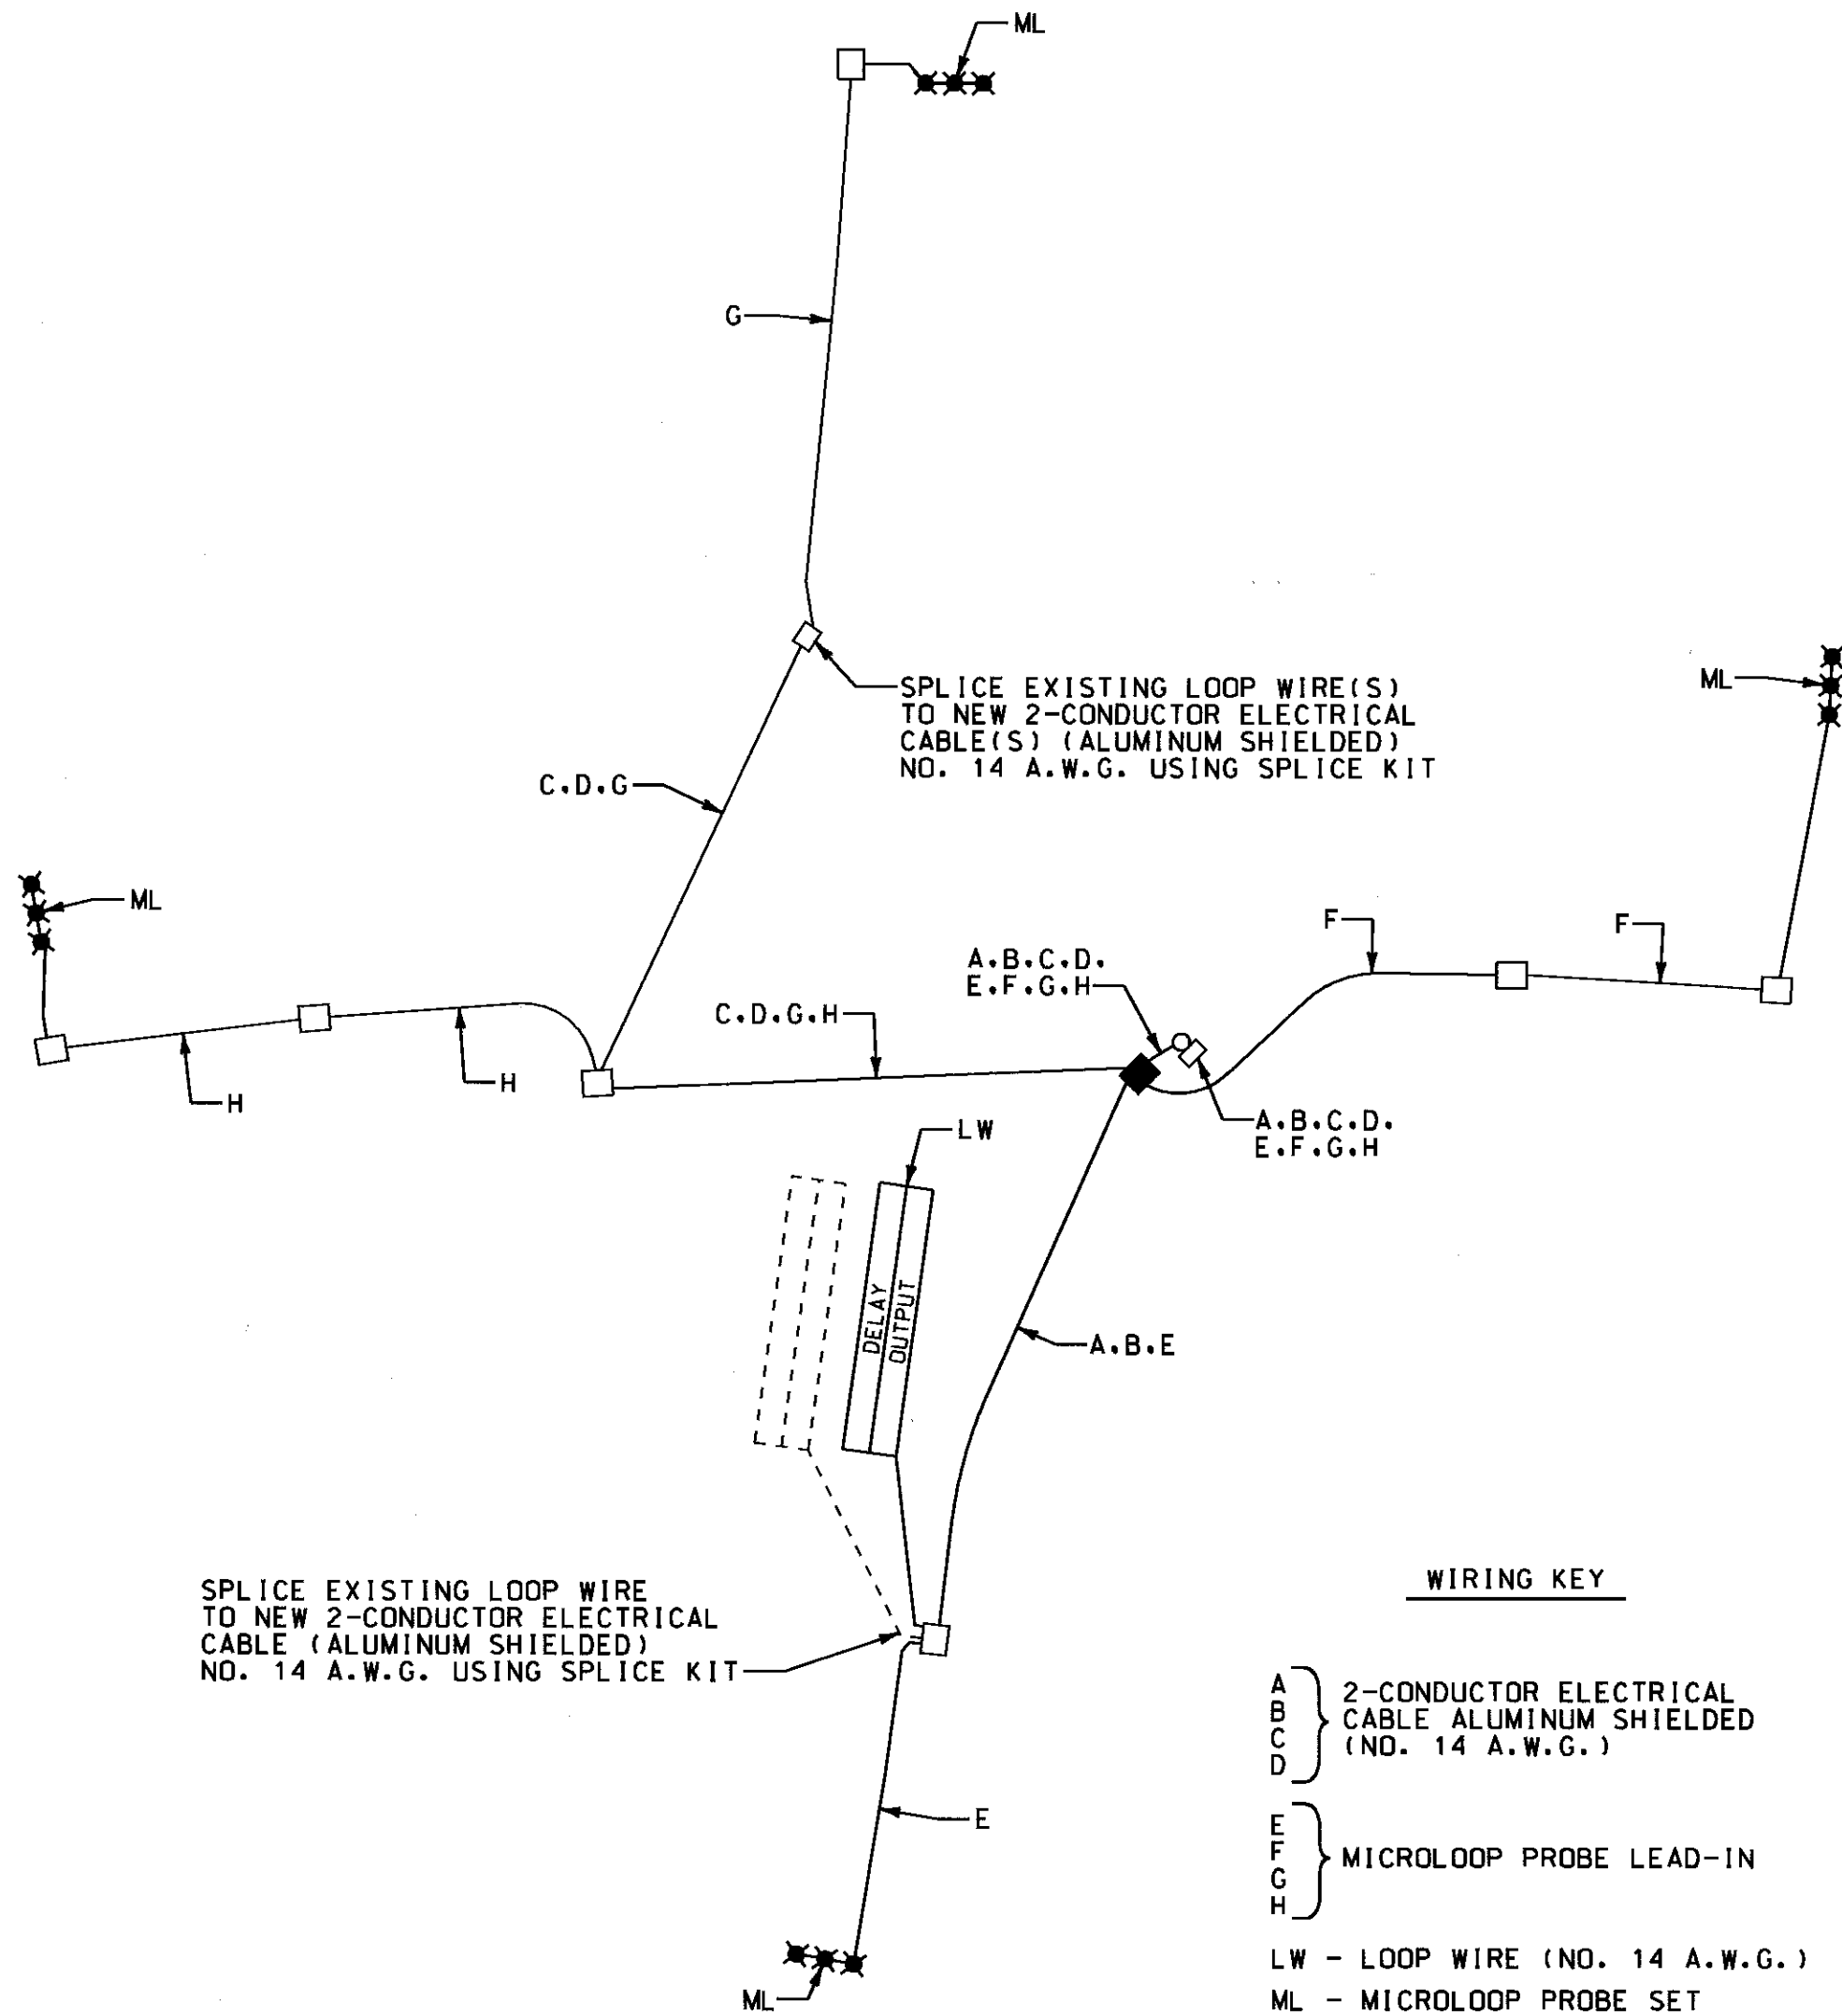 ML
G
SPLICE EXISTING LOOP WIRE(S)
TO NEW 2-CONDUCTOR ELECTRICAL
CABLE(S) (ALUMINUM SHIELDED)
NO. 14 A.W.G. USING SPLICE KIT
ML
C.D.G
ML
F
F
A.B.C.D.
E.F.G.H
C.D.G.H
H
H
A.B.C.D.
E.F.G.H
LW
DELAY
OUTPUT
A.B.E
SPLICE EXISTING LOOP WIRE
TO NEW 2-CONDUCTOR ELECTRICAL
CABLE (ALUMINUM SHIELDED)
NO. 14 A.W.G. USING SPLICE KIT
E
ML
WIRING KEY
A
B
C
D
2-CONDUCTOR ELECTRICAL
CABLE ALUMINUM SHIELDED
(NO. 14 A.W.G.)
E
F
G
H
MICROLOOP PROBE LEAD-IN
LW - LOOP WIRE (NO. 14 A.W.G.)
ML - MICROLOOP PROBE SET